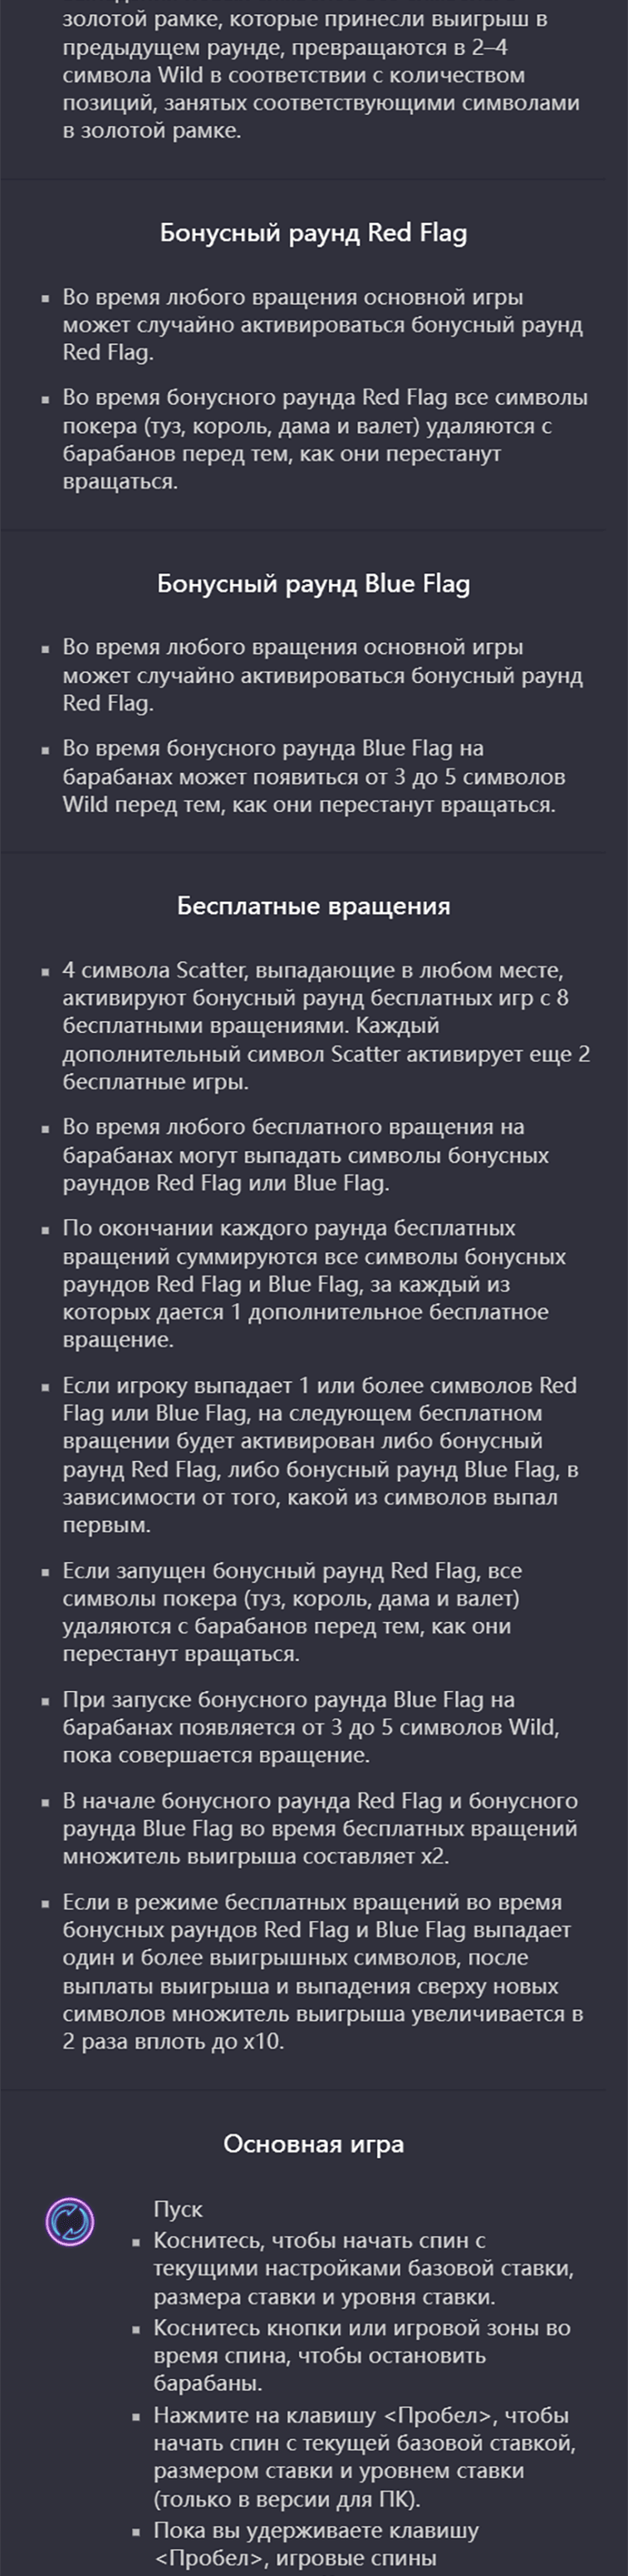 золотой рамке, которые принесли выигрыш в
предыдущем раунде, превращаются в 2–4
символа Wild в соответствии с количеством
позиций, занятых соответствующими символами
в золотой рамке.
Бонусный раунд Red Flag
Во время любого вращения основной игры
может случайно активироваться бонусный раунд
Red Flag.
Во время бонусного раунда Red Flag все символы
покера (туз, король, дама и валет) удаляются с
барабанов перед тем, как они перестанут
вращаться.
Бонусный раунд Blue Flag
Во время любого вращения основной игры
может случайно активироваться бонусный раунд
Red Flag.
Во время бонусного раунда Blue Flag на
барабанах может появиться от 3 до 5 символов
Wild перед тем, как они перестанут вращаться.
Бесплатные вращения
4 символа Scatter, выпадающие в любом месте,
активируют бонусный раунд бесплатных игр с 8
бесплатными вращениями. Каждый
дополнительный символ Scatter активирует еще 2
бесплатные игры.
Во время любого бесплатного вращения на
барабанах могут выпадать символы бонусных
раундов Red Flag или Blue Flag.
По окончании каждого раунда бесплатных
вращений суммируются все символы бонусных
раундов Red Flag и Blue Flag, за каждый из
которых дается 1 дополнительное бесплатное
вращение.
Если игроку выпадает 1 или более символов Red
Flag или Blue Flag, на следующем бесплатном
вращении будет активирован либо бонусный
раунд Red Flag, либо бонусный раунд Blue Flag, в
зависимости от того, какой из символов выпал
первым.
Если запущен бонусный раунд Red Flag, все
символы покера (туз, король, дама и валет)
удаляются с барабанов перед тем, как они
перестанут вращаться.
При запуске бонусного раунда Blue Flag на
барабанах появляется от 3 до 5 символов Wild,
пока совершается вращение.
В начале бонусного раунда Red Flag и бонусного
раунда Blue Flag во время бесплатных вращений
множитель выигрыша составляет x2.
Если в режиме бесплатных вращений во время
бонусных раундов Red Flag и Blue Flag выпадает
один и более выигрышных символов, после
выплаты выигрыша и выпадения сверху новых
символов множитель выигрыша увеличивается в
2 раза вплоть до x10.
Основная игра
Пуск
Коснитесь, чтобы начать спин с
текущими настройками базовой ставки,
размера ставки и уровня ставки.
Коснитесь кнопки или игровой зоны во
время спина, чтобы остановить
барабаны.
Нажмите на клавишу <Пробел>, чтобы
начать спин с текущей базовой ставкой,
размером ставки и уровнем ставки
(только в версии для ПК).
Пока вы удерживаете клавишу
<Пробел>, игровые спины